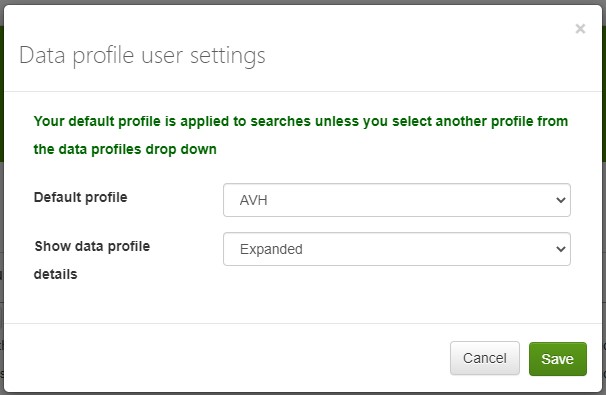 ×
Data profile user settings
Your default profile is applied to searches unless you select another profile from
the data profiles drop down
Default profile
AVH
Show data profile
details
Expanded
Cancel
Save